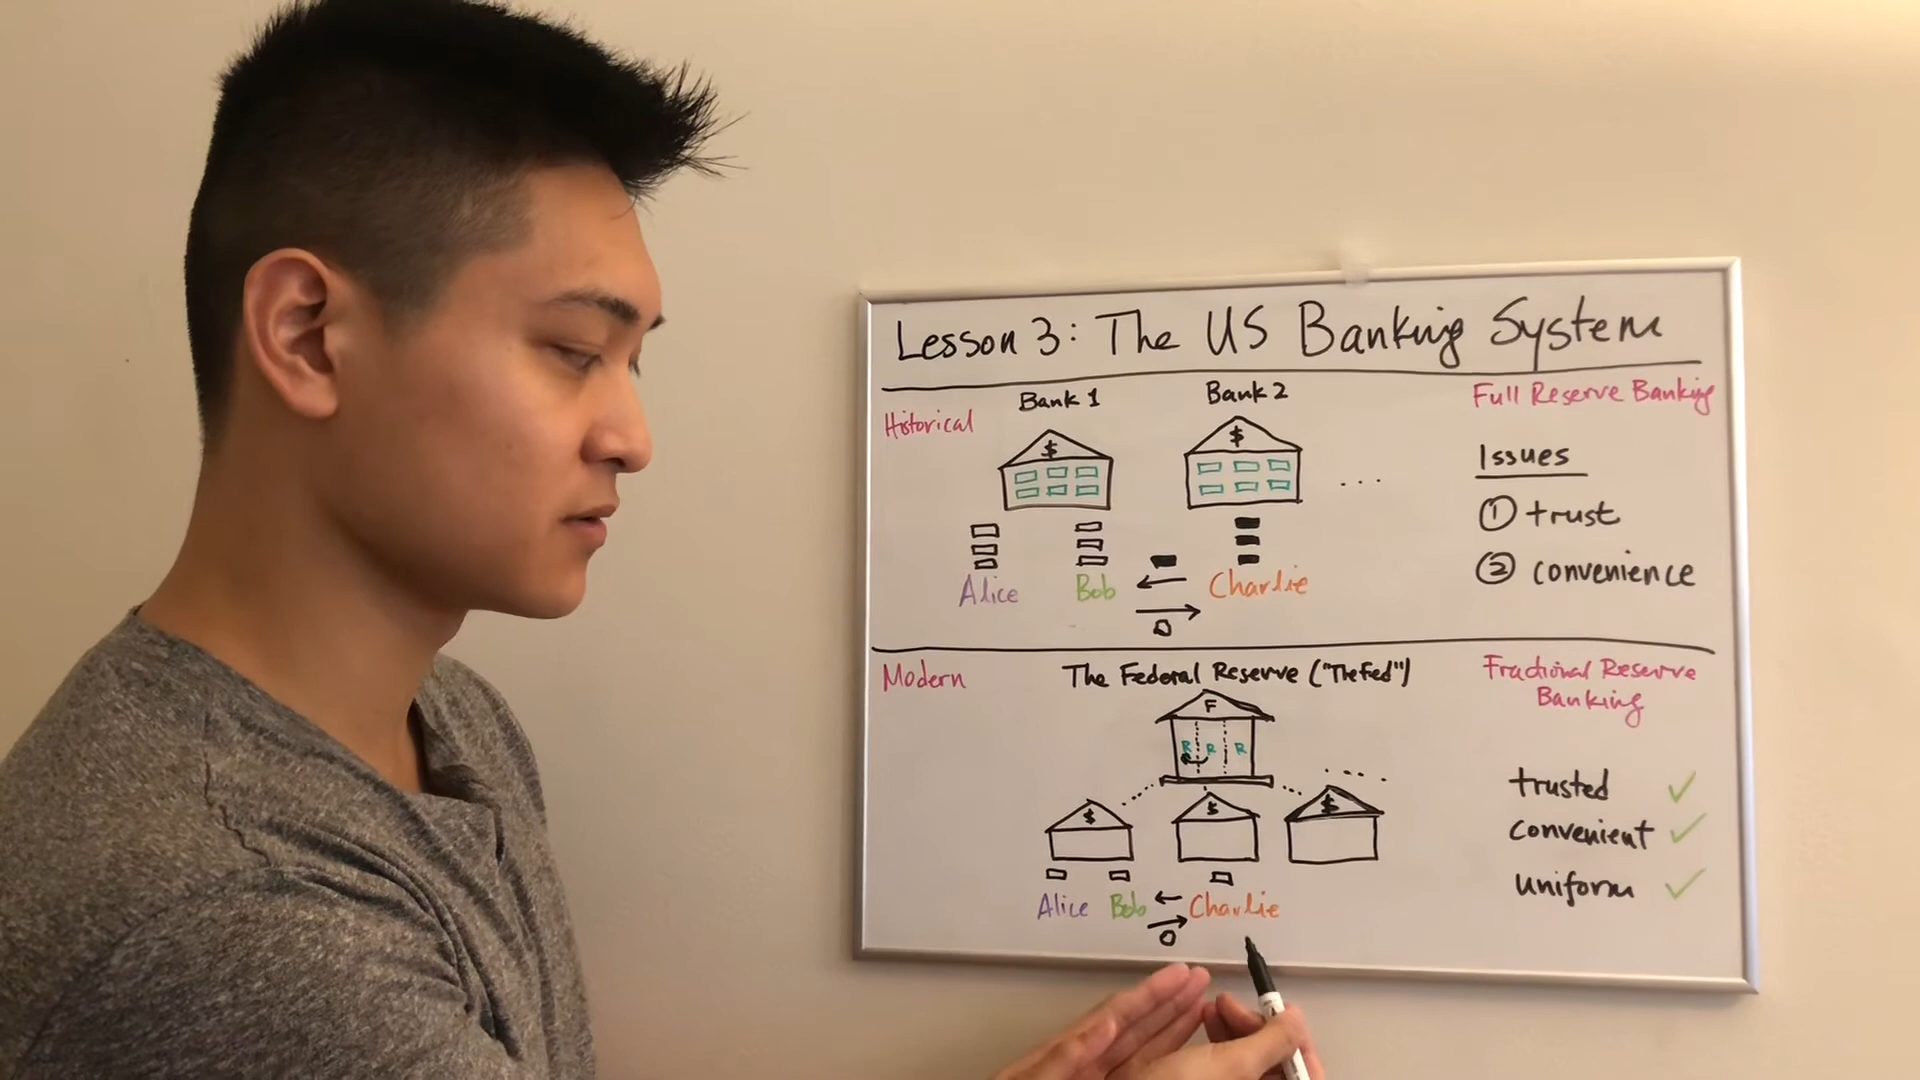 Lesson 3: The US Banking System
Historical
Bank 1
Bank 2
Full Reserve Banking
$
$
Issues
① trust
② convenience
...
Alice
Bob
Charlie
Modern
The Federal Reserve ("The Fed")
Fractional Reserve
Banking
F
R R R
$
$
$
trusted ✓
convenient ✓
uniform ✓
Alice
Bob
Charlie